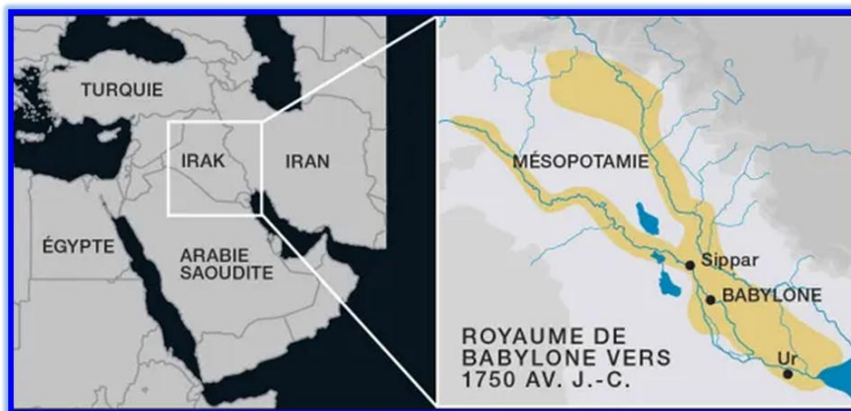 TURQUIE
IRAK
IRAN
ÉGYPTE
ARABIE
SAOUDITE
MÉSOPOTAMIE
Sippar
BABYLONE
Ur
ROYAUME DE
BABYLONE VERS
1750 AV. J.-C.